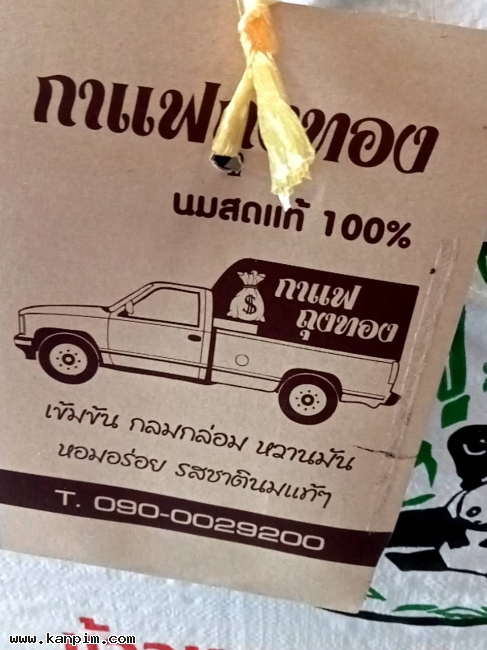 กาแฟถุงทอง
นมสดแท้ 100%
$
กาแฟ
ถุงทอง
เข้มข้น กลมกล่อม หวานมัน
หอมอร่อย รสชาตินมแท้ๆ
T. 090-0029200
www.kanpim.com